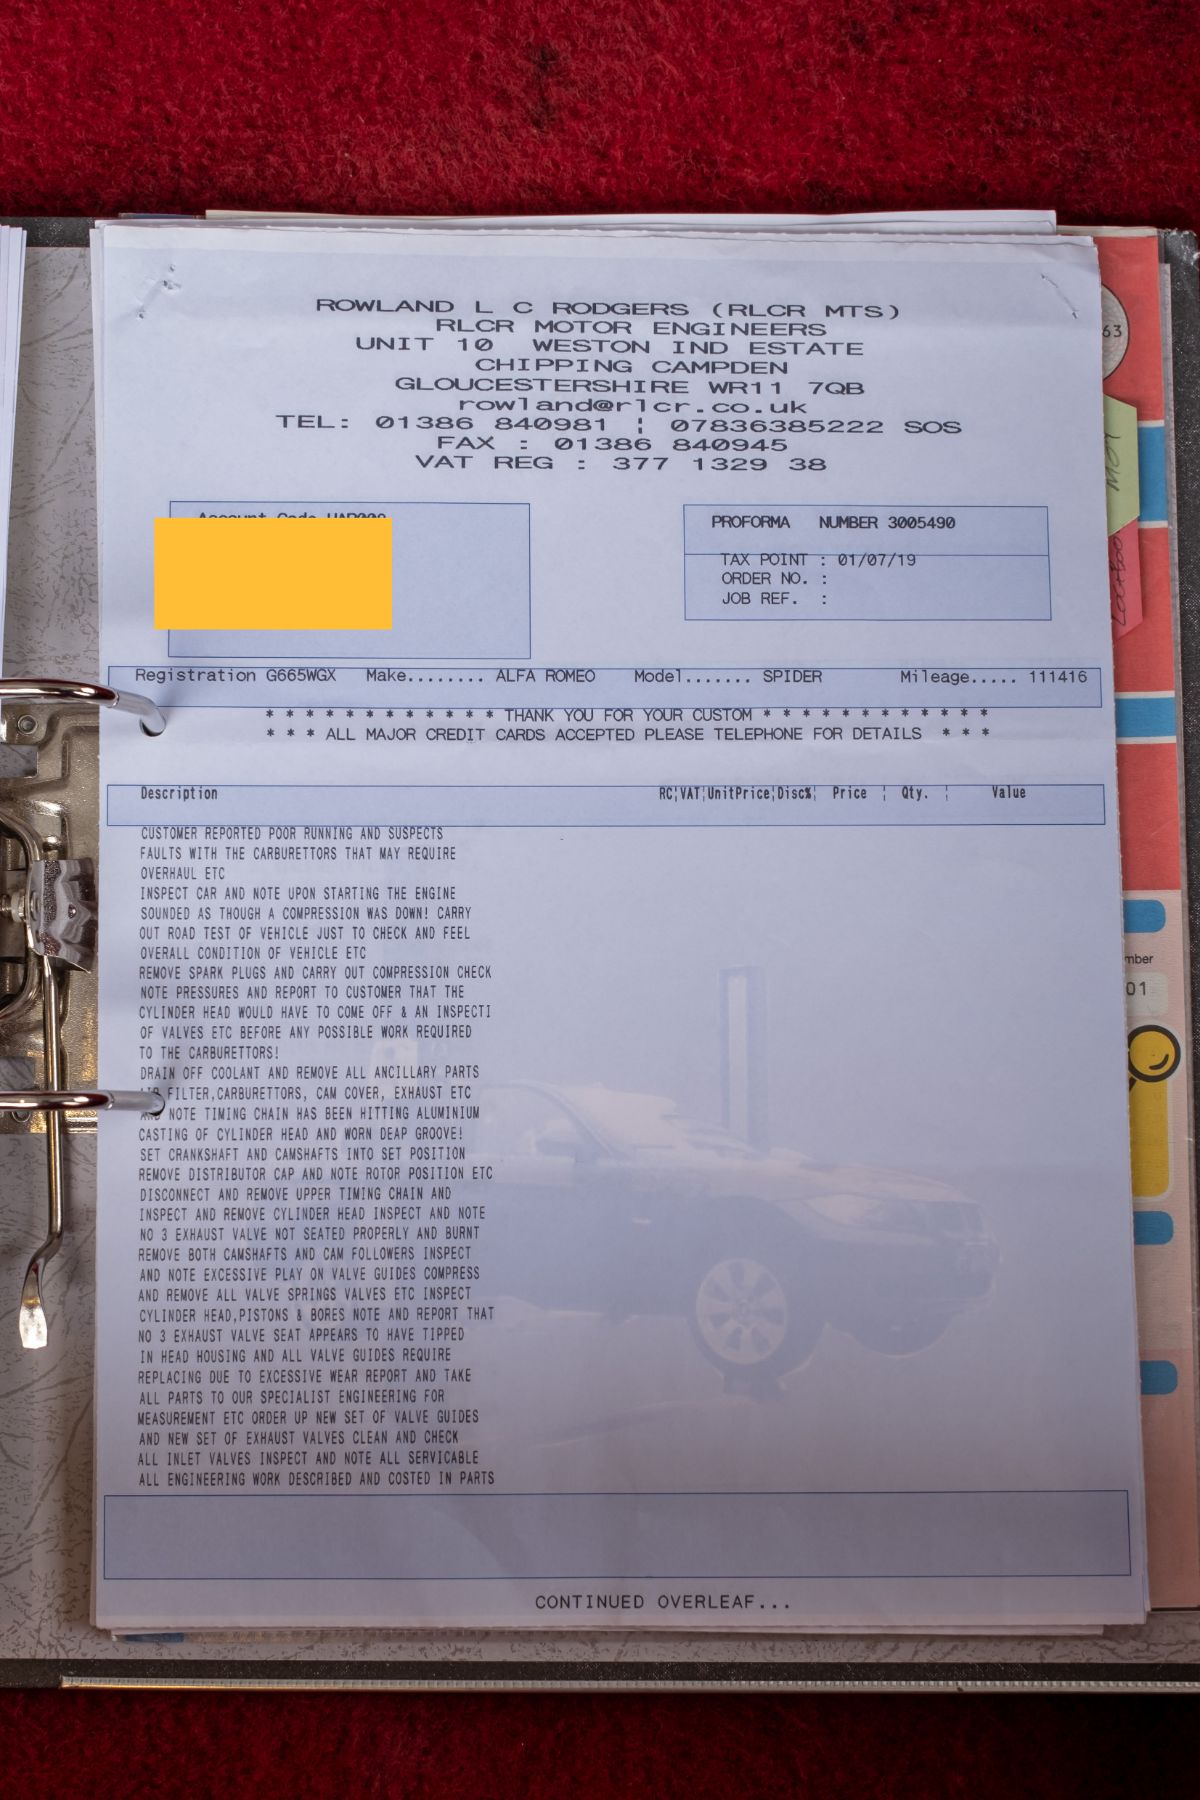 ROWLAND L C RODGERS (RLCR MTS)
RLCR MOTOR ENGINEERS
UNIT 10 WESTON IND ESTATE
CHIPPING CAMPDEN
GLOUCESTERSHIRE WR11 7QB
rowland@rlcr.co.uk
TEL: 01386 840981 ¦ 07836385222 SOS
FAX : 01386 840945
VAT REG : 377 1329 38
Account Code
PROFORMA NUMBER 3005490
TAX POINT : 01/07/19
ORDER NO. :
JOB REF. :
Registration G665WGX Make........ ALFA ROMEO Model....... SPIDER Mileage..... 111416
* * * * * * * * * * * * THANK YOU FOR YOUR CUSTOM * * * * * * * * * * * *
* * * ALL MAJOR CREDIT CARDS ACCEPTED PLEASE TELEPHONE FOR DETAILS * * *
Description RC¦VAT¦UnitPrice¦Disc%¦ Price ¦ Qty. ¦ Value
CUSTOMER REPORTED POOR RUNNING AND SUSPECTS
FAULTS WITH THE CARBURETTORS THAT MAY REQUIRE
OVERHAUL ETC
INSPECT CAR AND NOTE UPON STARTING THE ENGINE
SOUNDED AS THOUGH A COMPRESSION WAS DOWN! CARRY
OUT ROAD TEST OF VEHICLE JUST TO CHECK AND FEEL
OVERALL CONDITION OF VEHICLE ETC
REMOVE SPARK PLUGS AND CARRY OUT COMPRESSION CHECK
NOTE PRESSURES AND REPORT TO CUSTOMER THAT THE
CYLINDER HEAD WOULD HAVE TO COME OFF & AN INSPECTI
OF VALVES ETC BEFORE ANY POSSIBLE WORK REQUIRED
TO THE CARBURETTORS!
DRAIN OFF COOLANT AND REMOVE ALL ANCILLARY PARTS
AIR FILTER,CARBURETTORS, CAM COVER, EXHAUST ETC
AND NOTE TIMING CHAIN HAS BEEN HITTING ALUMINIUM
CASTING OF CYLINDER HEAD AND WORN DEAP GROOVE!
SET CRANKSHAFT AND CAMSHAFTS INTO SET POSITION
REMOVE DISTRIBUTOR CAP AND NOTE ROTOR POSITION ETC
DISCONNECT AND REMOVE UPPER TIMING CHAIN AND
INSPECT AND REMOVE CYLINDER HEAD INSPECT AND NOTE
NO 3 EXHAUST VALVE NOT SEATED PROPERLY AND BURNT
REMOVE BOTH CAMSHAFTS AND CAM FOLLOWERS INSPECT
AND NOTE EXCESSIVE PLAY ON VALVE GUIDES COMPRESS
AND REMOVE ALL VALVE SPRINGS VALVES ETC INSPECT
CYLINDER HEAD,PISTONS & BORES NOTE AND REPORT THAT
NO 3 EXHAUST VALVE SEAT APPEARS TO HAVE TIPPED
IN HEAD HOUSING AND ALL VALVE GUIDES REQUIRE
REPLACING DUE TO EXCESSIVE WEAR REPORT AND TAKE
ALL PARTS TO OUR SPECIALIST ENGINEERING FOR
MEASUREMENT ETC ORDER UP NEW SET OF VALVE GUIDES
AND NEW SET OF EXHAUST VALVES CLEAN AND CHECK
ALL INLET VALVES INSPECT AND NOTE ALL SERVICABLE
ALL ENGINEERING WORK DESCRIBED AND COSTED IN PARTS
CONTINUED OVERLEAF...
63
MOT
mber
01